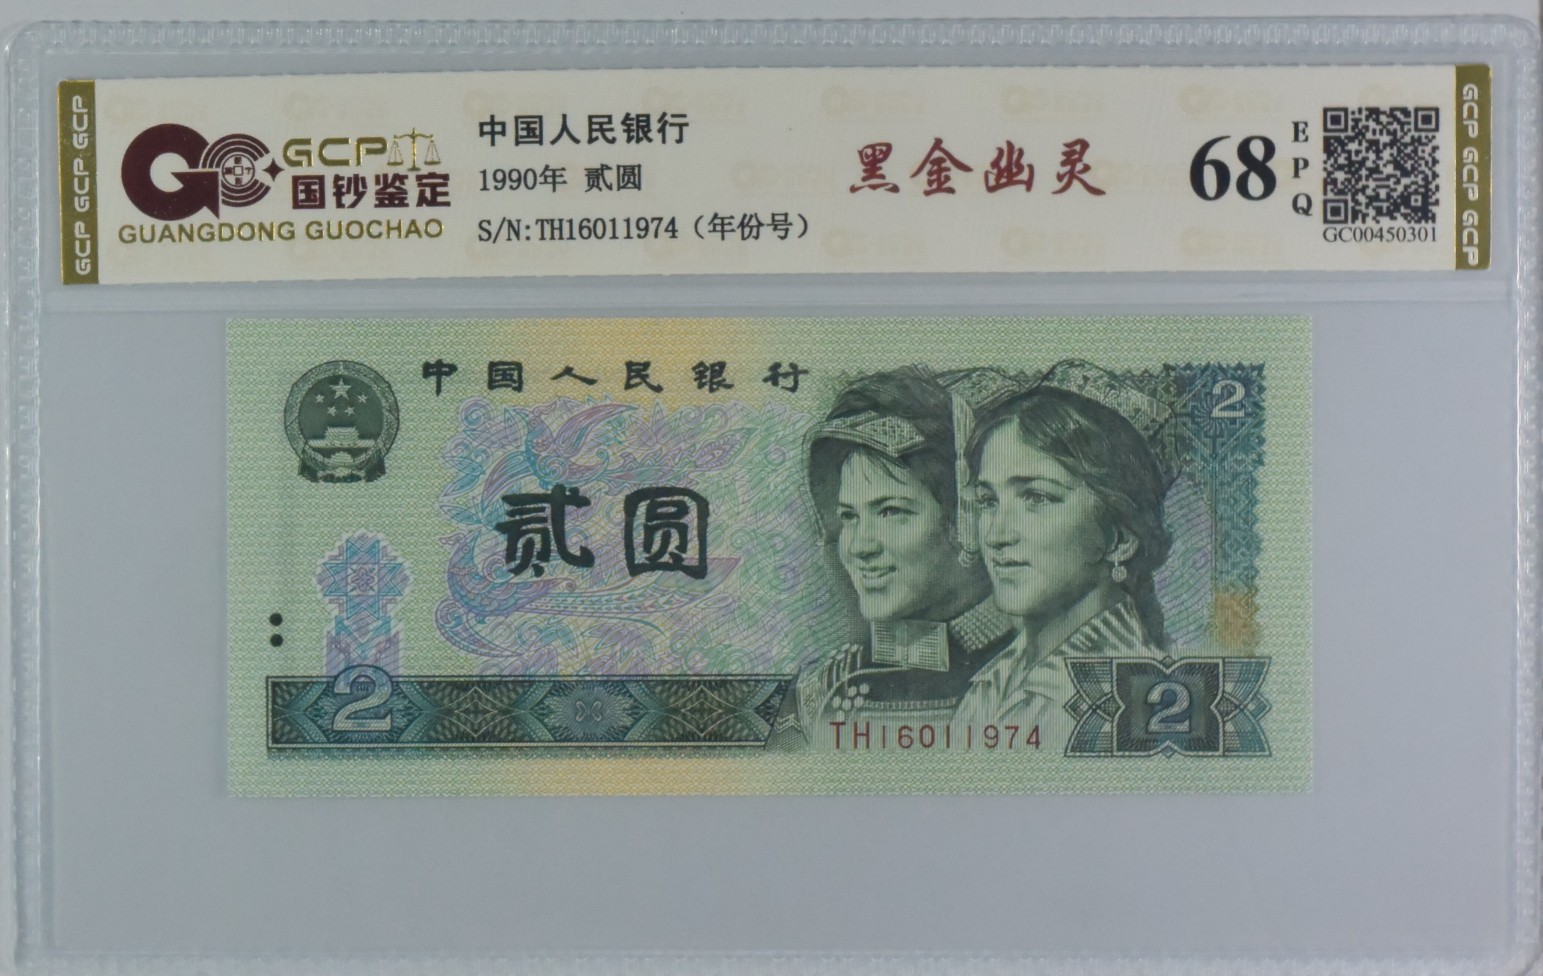 GCP GCP GCP
GCP
国钞鉴定
GUANGDONG GUOCHAO
中国人民银行
1990年 贰圆
S/N:TH16011974（年份号）
黑金幽灵
68
EPQ
GC00450301
GCP GCP GCP
中国人民银行
2
贰圆
2
TH16011974
2